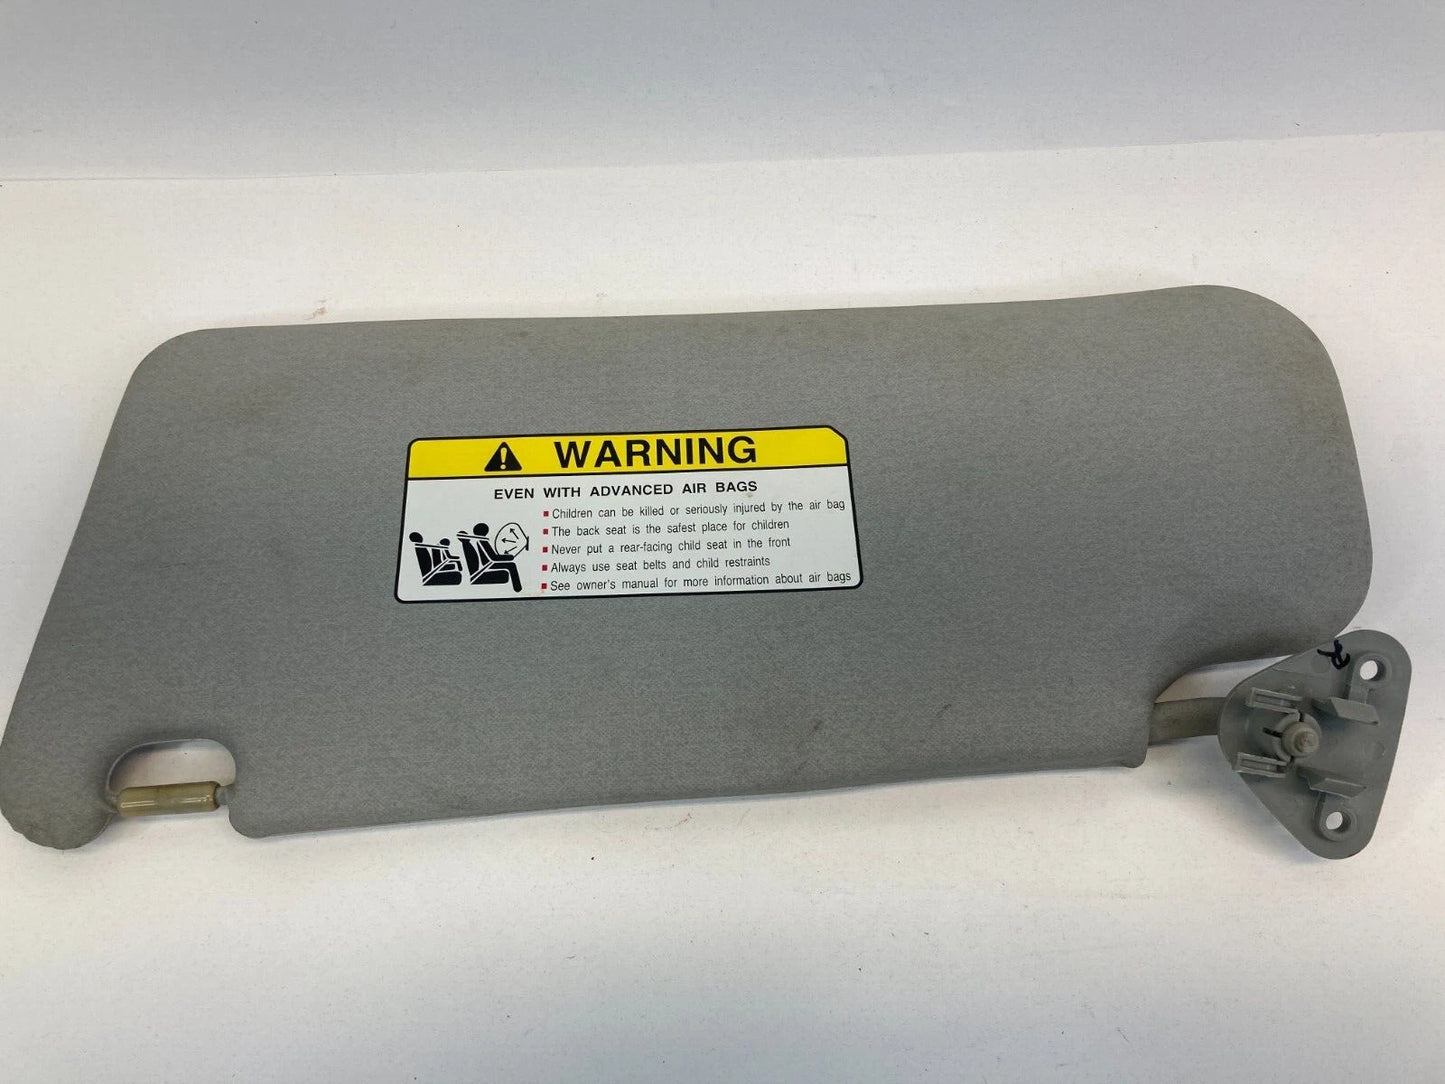 WARNING
EVEN WITH ADVANCED AIR BAGS
Children can be killed or seriously injured by the air bag
The back seat is the safest place for children
Never put a rear-facing child seat in the front
Always use seat belts and child restraints
See owner's manual for more information about air bags
R